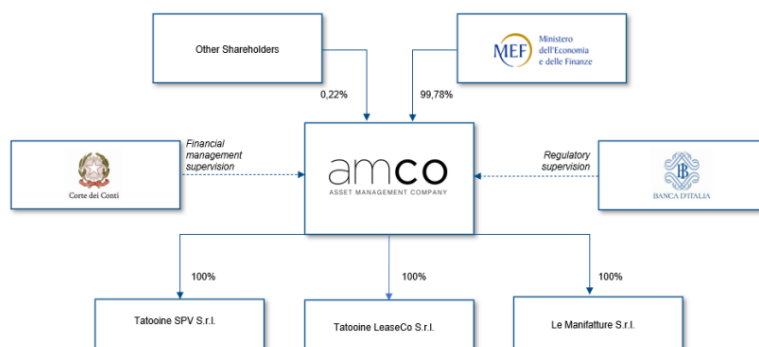 Other Shareholders
MEF
Ministero
dell'Economia
e delle Finanze
0,22%
99,78%
Corte dei Conti
Financial
management
supervision
amco
ASSET MANAGEMENT COMPANY
Regulatory
supervision
BANCA D'ITALIA
100%
100%
100%
Tatooine SPV S.r.l.
Tatooine LeaseCo S.r.l.
Le Manifatture S.r.l.